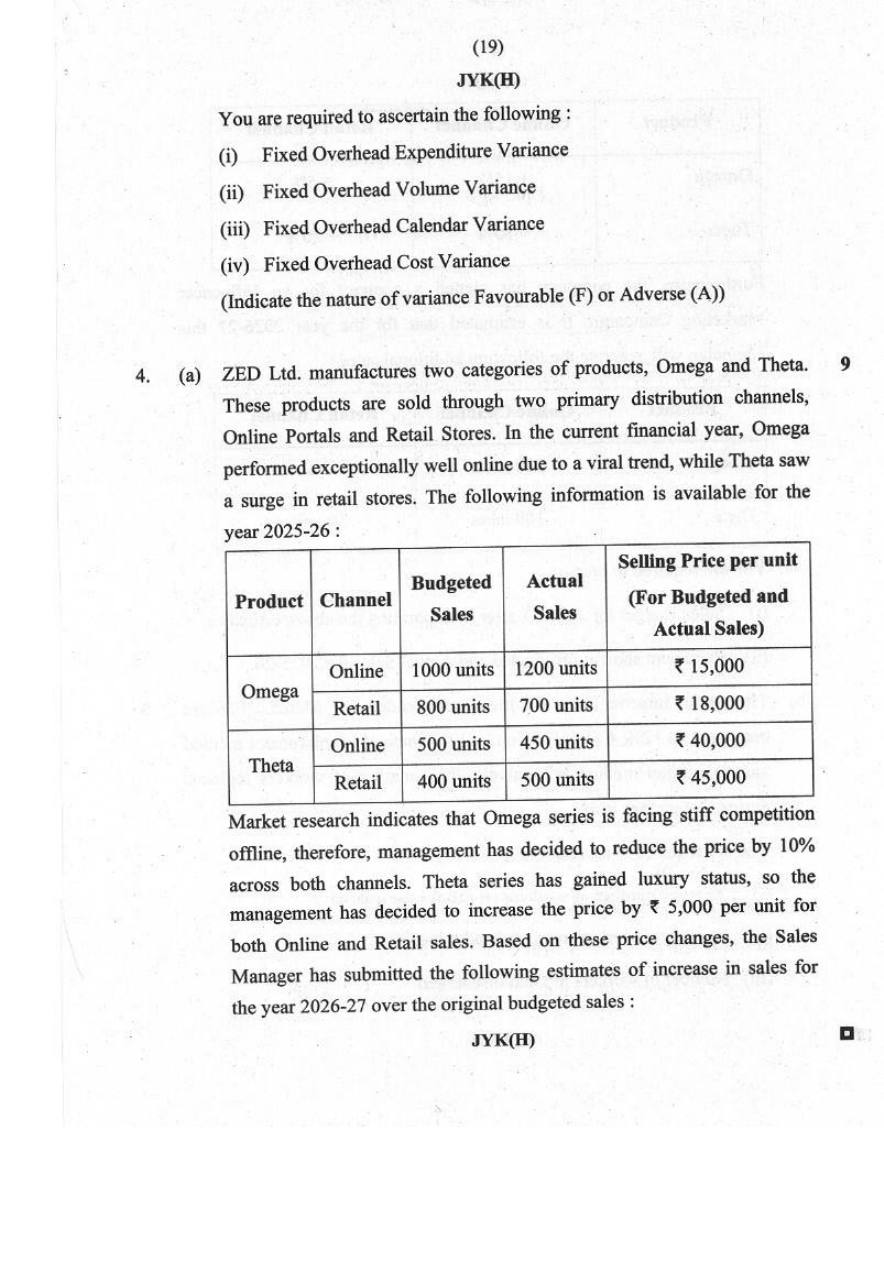 (19)
JYK(H)
You are required to ascertain the following :
(i) Fixed Overhead Expenditure Variance
(ii) Fixed Overhead Volume Variance
(iii) Fixed Overhead Calendar Variance
(iv) Fixed Overhead Cost Variance
(Indicate the nature of variance Favourable (F) or Adverse (A))
4. (a) ZED Ltd. manufactures two categories of products, Omega and Theta. 9
These products are sold through two primary distribution channels,
Online Portals and Retail Stores. In the current financial year, Omega
performed exceptionally well online due to a viral trend, while Theta saw
a surge in retail stores. The following information is available for the
year 2025-26 :
Product Channel Budgeted Sales Actual Sales Selling Price per unit (For Budgeted and Actual Sales)
Omega Online 1000 units 1200 units ₹ 15,000
Retail 800 units 700 units ₹ 18,000
Theta Online 500 units 450 units ₹ 40,000
Retail 400 units 500 units ₹ 45,000
Market research indicates that Omega series is facing stiff competition
offline, therefore, management has decided to reduce the price by 10%
across both channels. Theta series has gained luxury status, so the
management has decided to increase the price by ₹ 5,000 per unit for
both Online and Retail sales. Based on these price changes, the Sales
Manager has submitted the following estimates of increase in sales for
the year 2026-27 over the original budgeted sales :
JYK(H)